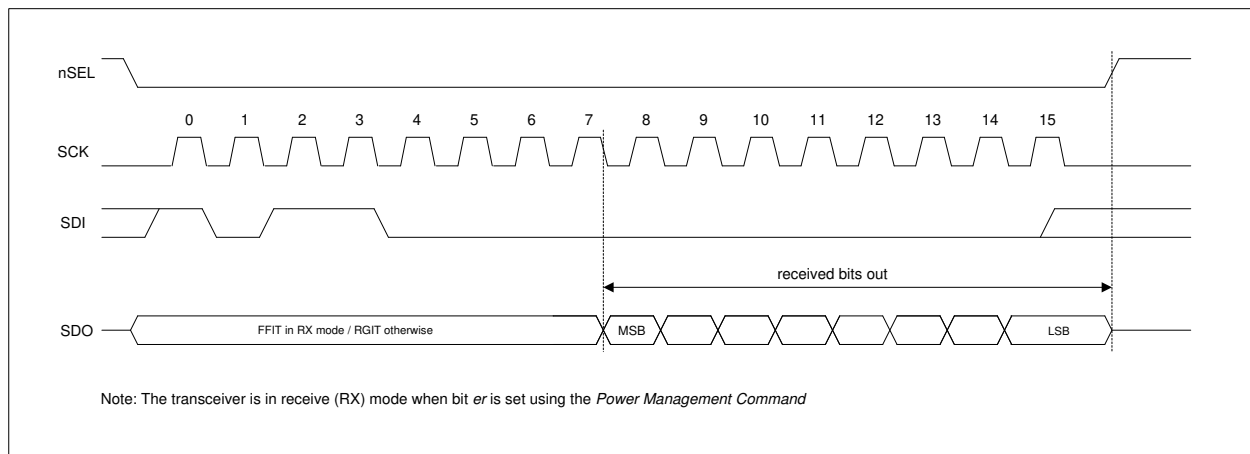 nSEL
0 1 2 3 4 5 6 7 8 9 10 11 12 13 14 15
SCK
SDI
received bits out
SDO FFIT in RX mode / RGIT otherwise MSB LSB
Note: The transceiver is in receive (RX) mode when bit er is set using the Power Management Command